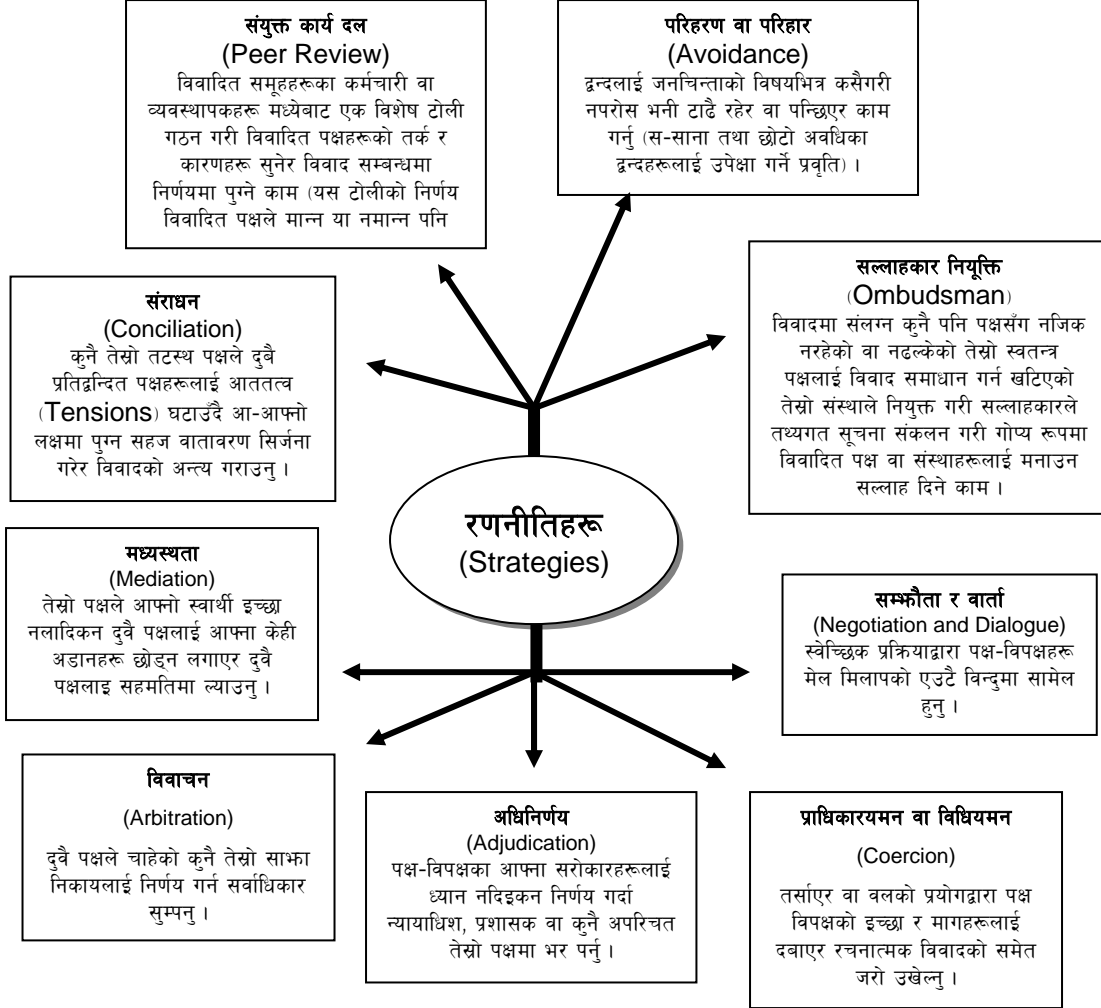 संयुक्त कार्य दल
(Peer Review)
विवादित समूहहरूका कर्मचारी वा
व्यवस्थापकहरू मध्येबाट एक विशेष टोली
गठन गरी विवादित पक्षहरूको तर्क र
कारणहरू सुनेर विवाद सम्बन्धमा
निर्णयमा पुग्ने काम (यस टोलीको निर्णय
विवादित पक्षले मान्न या नमान्न पनि
परिहरण वा परिहार
(Avoidance)
द्वन्दलाई जनचिन्ताको विषयभित्र कसैगरी
नपरोस भनी टाढै रहेर वा पन्छिएर काम
गर्नु (स-साना तथा छोटो अवधिका
द्वन्दहरूलाई उपेक्षा गर्ने प्रवृति) ।
संराधन
(Conciliation)
कुनै तेस्रो तटस्थ पक्षले दुबै
प्रतिद्वन्दित पक्षहरूलाई आततत्व
(Tensions) घटाउँदै आ-आफ्नो
लक्षमा पुग्न सहज वातावरण सिर्जना
गरेर विवादको अन्त्य गराउनु ।
सल्लाहकार नियूक्ति
(Ombudsman)
विवादमा संलग्न कुनै पनि पक्षसँग नजिक
नरहेको वा नढल्केको तेस्रो स्वतन्त्र
पक्षलाई विवाद समाधान गर्न खटिएको
तेस्रो संस्थाले नियुक्त गरी सल्लाहकारले
तथ्यगत सूचना संकलन गरी गोप्य रूपमा
विवादित पक्ष वा संस्थाहरूलाई मनाउन
सल्लाह दिने काम ।
रणनीतिहरू
(Strategies)
मध्यस्थता
(Mediation)
तेस्रो पक्षले आफ्नो स्वार्थी इच्छा
नलादिकन दुवै पक्षलाई आफ्ना केही
अडानहरू छोड्न लगाएर दुवै
पक्षलाइ सहमतिमा ल्याउनु ।
सम्झौता र वार्ता
(Negotiation and Dialogue)
स्वेच्छिक प्रक्रियाद्वारा पक्ष-विपक्षहरू
मेल मिलापको एउटै विन्दुमा सामेल
हुनु ।
विवाचन
(Arbitration)
दुवै पक्षले चाहेको कुनै तेस्रो साझा
निकायलाई निर्णय गर्न सर्वाधिकार
सुम्पनु ।
अधिनिर्णय
(Adjudication)
पक्ष-विपक्षका आफ्ना सरोकारहरूलाई
ध्यान नदिइकन निर्णय गर्दा
न्यायाधिश, प्रशासक वा कुनै अपरिचत
तेस्रो पक्षमा भर पर्नु ।
प्राधिकारयमन वा विधियमन
(Coercion)
तर्साएर वा वलको प्रयोगद्वारा पक्ष
विपक्षको इच्छा र मागहरूलाई
दबाएर रचनात्मक विवादको समेत
जरो उखेल्नु ।